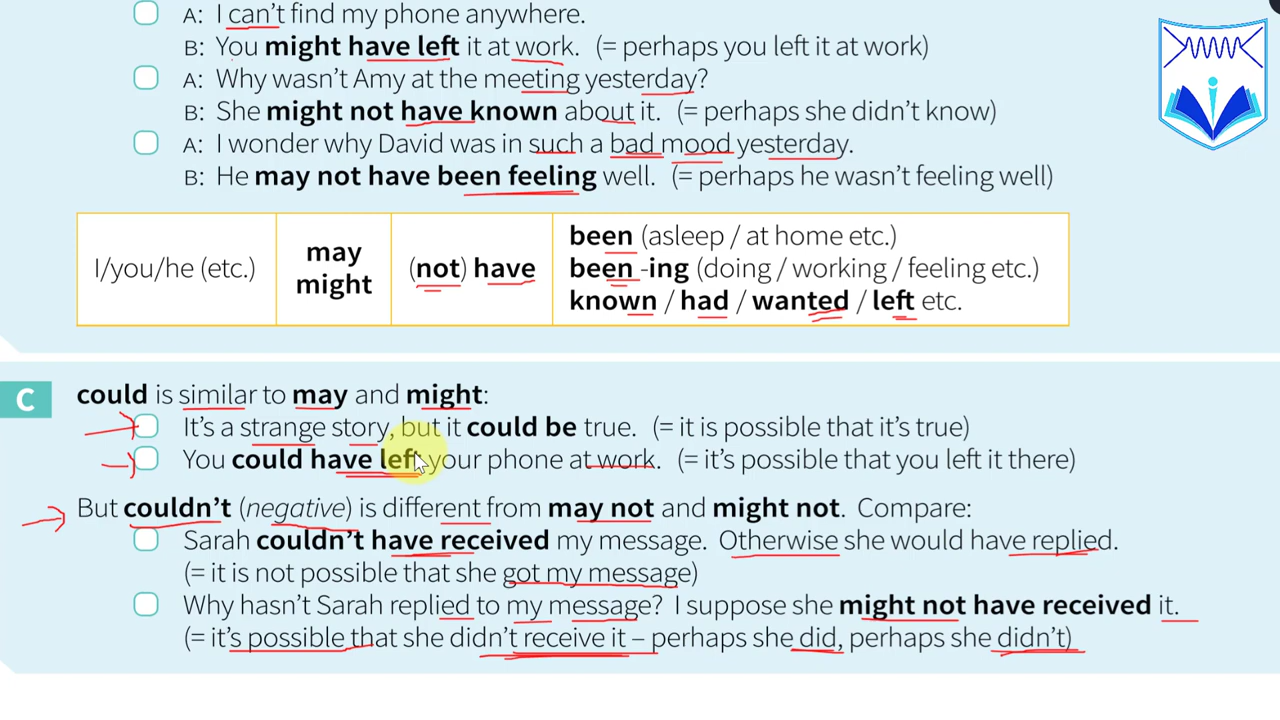 A: I can't find my phone anywhere.
B: You might have left it at work. (= perhaps you left it at work)
A: Why wasn't Amy at the meeting yesterday?
B: She might not have known about it. (= perhaps she didn't know)
A: I wonder why David was in such a bad mood yesterday.
B: He may not have been feeling well. (= perhaps he wasn't feeling well)
I/you/he (etc.)
may
might
(not) have
been (asleep / at home etc.)
been -ing (doing / working / feeling etc.)
known / had / wanted / left etc.
C
could is similar to may and might:
It's a strange story, but it could be true. (= it is possible that it's true)
You could have left your phone at work. (= it's possible that you left it there)
But couldn't (negative) is different from may not and might not. Compare:
Sarah couldn't have received my message. Otherwise she would have replied.
(= it is not possible that she got my message)
Why hasn't Sarah replied to my message? I suppose she might not have received it.
(= it's possible that she didn't receive it – perhaps she did, perhaps she didn't)